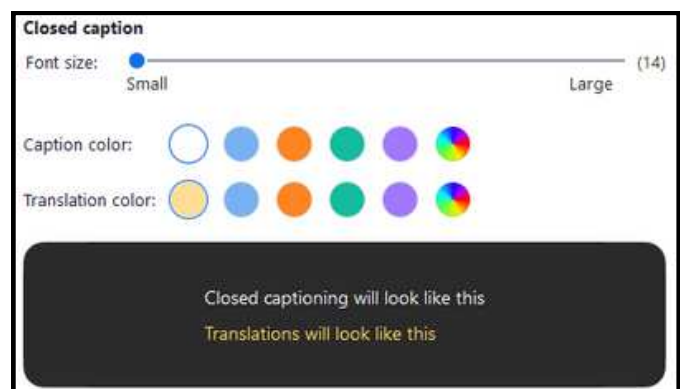 Closed caption
Font size: (14)
Small Large
Caption color:
Translation color:
Closed captioning will look like this
Translations will look like this